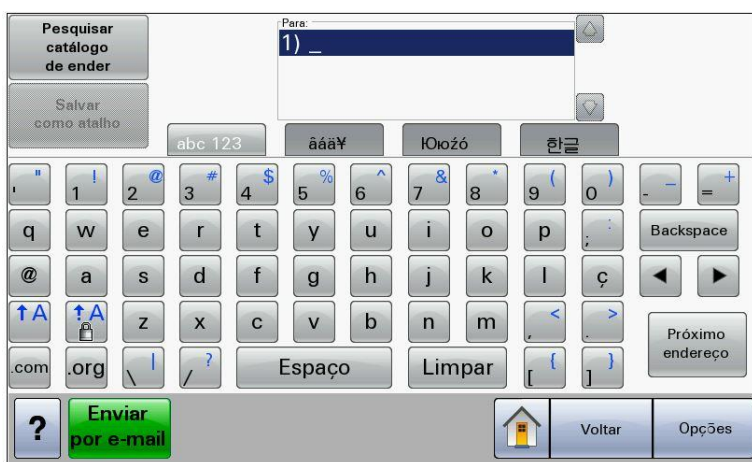 Pesquisar
catálogo
de ender
Para:
1) _
Salvar
como atalho
abc 123 âáä¥ Ююźó 한글
' " 1 ! 2 @ 3 # 4 $ 5 % 6 ^ 7 & 8 * 9 ( 0 ) - _ = +
q w e r t y u i o p ; : Backspace
@ a s d f g h j k l ç
A A z x c v b n m , < . >
Próximo
endereço
.com .org \ | / ? Espaço Limpar [ { ] }
? Enviar
por e-mail
Voltar Opções